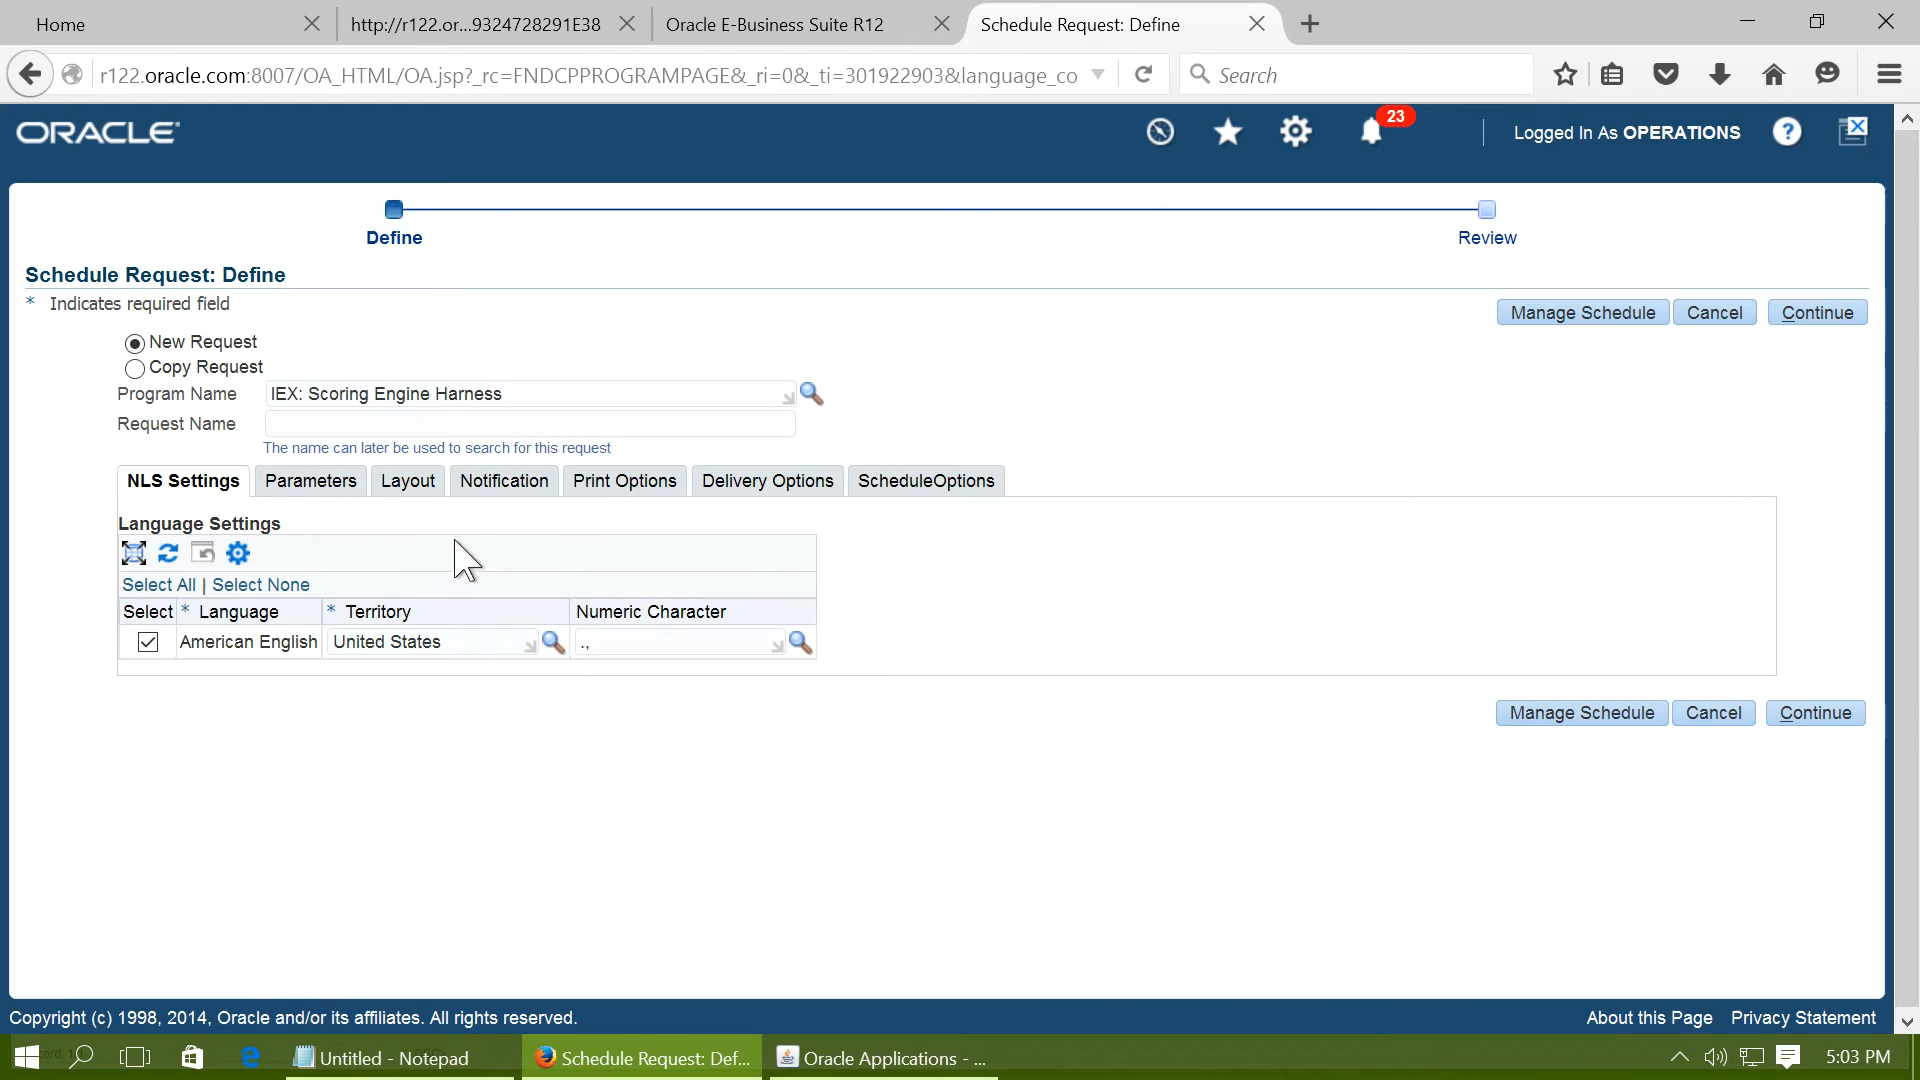 Home
http://r122.or...9324728291E38
Oracle E-Business Suite R12
Schedule Request: Define
r122.oracle.com:8007/OA_HTML/OA.jsp?_rc=FNDCPPROGRAMPAGE&_ri=0&_ti=301922903&language_co
Search
ORACLE
23
Logged In As OPERATIONS
Define
Review
Schedule Request: Define
* Indicates required field
Manage Schedule
Cancel
Continue
New Request
Copy Request
Program Name
IEX: Scoring Engine Harness
Request Name
The name can later be used to search for this request
NLS Settings
Parameters
Layout
Notification
Print Options
Delivery Options
ScheduleOptions
Language Settings
Select All | Select None
Select * Language * Territory Numeric Character
American English United States .,
Manage Schedule
Cancel
Continue
Copyright (c) 1998, 2014, Oracle and/or its affiliates. All rights reserved.
About this Page
Privacy Statement
Untitled - Notepad
Schedule Request: Def...
Oracle Applications - ...
5:03 PM